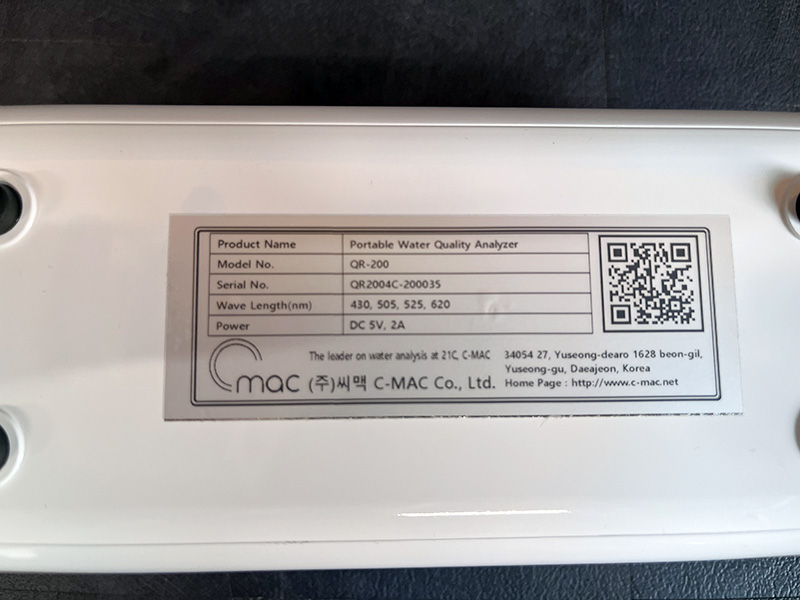 Product Name Portable Water Quality Analyzer
Model No. QR-200
Serial No. QR2004C-200035
Wave Length(nm) 430, 505, 525, 620
Power DC 5V, 2A
The leader on water analysis at 21C, C-MAC
Cmac (주)씨맥 C-MAC Co., Ltd.
34054 27, Yuseong-dearo 1628 beon-gil,
Yuseong-gu, Daeajeon, Korea
Home Page : http://www.c-mac.net